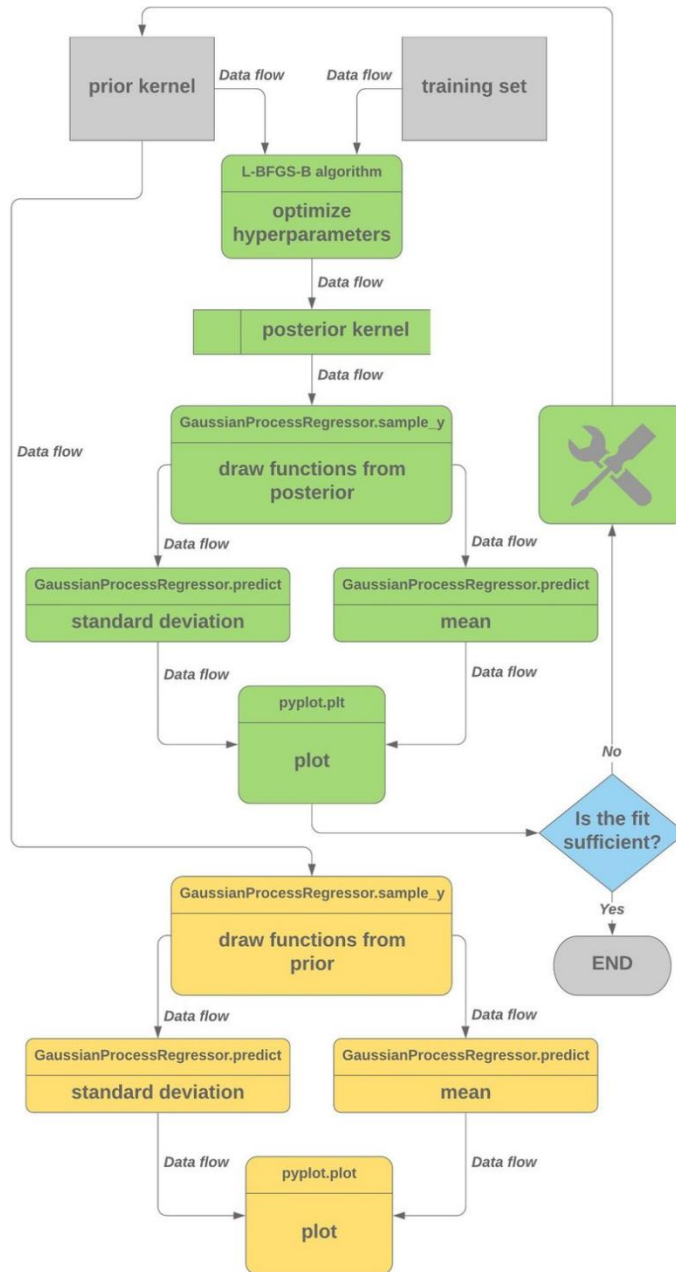 Data flow
Data flow
prior kernel
training set
L-BFGS-B algorithm
optimize
hyperparameters
Data flow
posterior kernel
Data flow
GaussianProcessRegressor.sample_y
draw functions from
posterior
Data flow
Data flow
Data flow
GaussianProcessRegressor.predict
standard deviation
GaussianProcessRegressor.predict
mean
Data flow
Data flow
pyplot.plt
plot
No
Is the fit
sufficient?
Yes
END
GaussianProcessRegressor.sample_y
draw functions from
prior
Data flow
Data flow
GaussianProcessRegressor.predict
standard deviation
GaussianProcessRegressor.predict
mean
Data flow
Data flow
pyplot.plot
plot